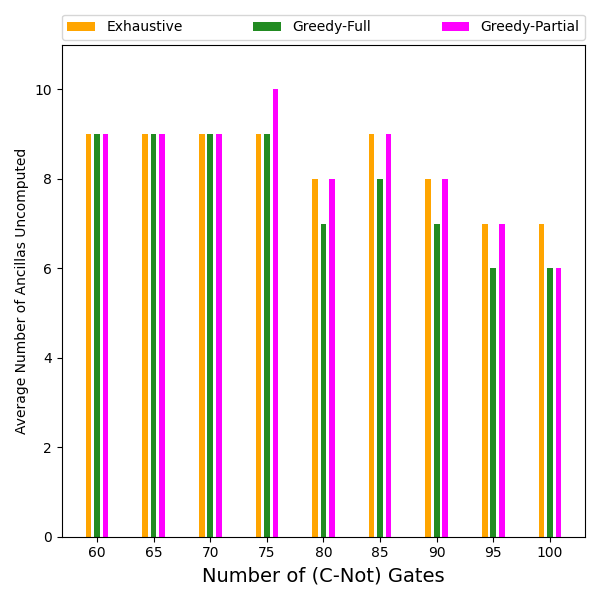 Exhaustive Greedy-Full Greedy-Partial
10
8
6
4
2
0
Average Number of Ancillas Uncomputed
60 65 70 75 80 85 90 95 100
Number of (C-Not) Gates